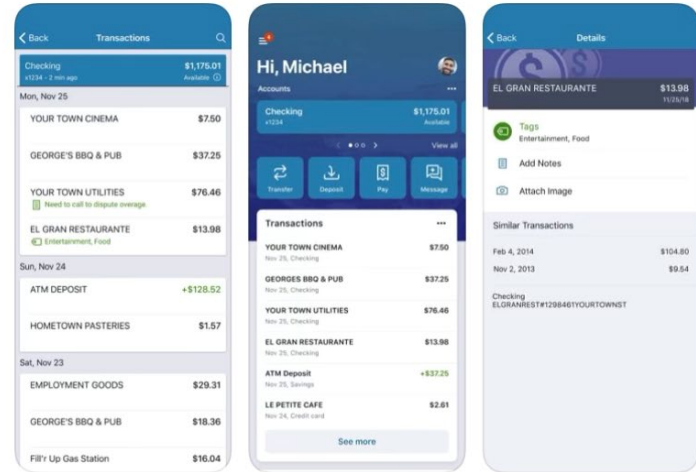 Back
Transactions
Checking
$1,175.01
x1234 - 2 min ago
Available
Mon, Nov 25
YOUR TOWN CINEMA
$7.50
GEORGE'S BBQ & PUB
$37.25
YOUR TOWN UTILITIES
$76.46
Need to call to dispute overage.
EL GRAN RESTAURANTE
$13.98
Entertainment, Food
Sun, Nov 24
ATM DEPOSIT
+$128.52
HOMETOWN PASTERIES
$1.57
Sat, Nov 23
EMPLOYMENT GOODS
$29.31
GEORGE'S BBQ & PUB
$18.36
Fill'r Up Gas Station
$16.04
Hi, Michael
Accounts
Checking
$1,175.01
x1234
Available
View all
Transfer
Deposit
Pay
Message
Transactions
YOUR TOWN CINEMA
$7.50
Nov 25, Checking
GEORGES BBQ & PUB
$37.25
Nov 25, Checking
YOUR TOWN UTILITIES
$76.46
Nov 25, Checking
EL GRAN RESTAURANTE
$13.98
Nov 25, Checking
ATM Deposit
+$37.25
Nov 25, Savings
LE PETITE CAFE
$2.61
Nov 24, Credit card
See more
Back
Details
EL GRAN RESTAURANTE
$13.98
11/25/18
Tags
Entertainment, Food
Add Notes
Attach Image
Similar Transactions
Feb 4, 2014
$104.60
Nov 2, 2013
$9.54
Checking
ELGRANREST#1298461YOURTOWNST